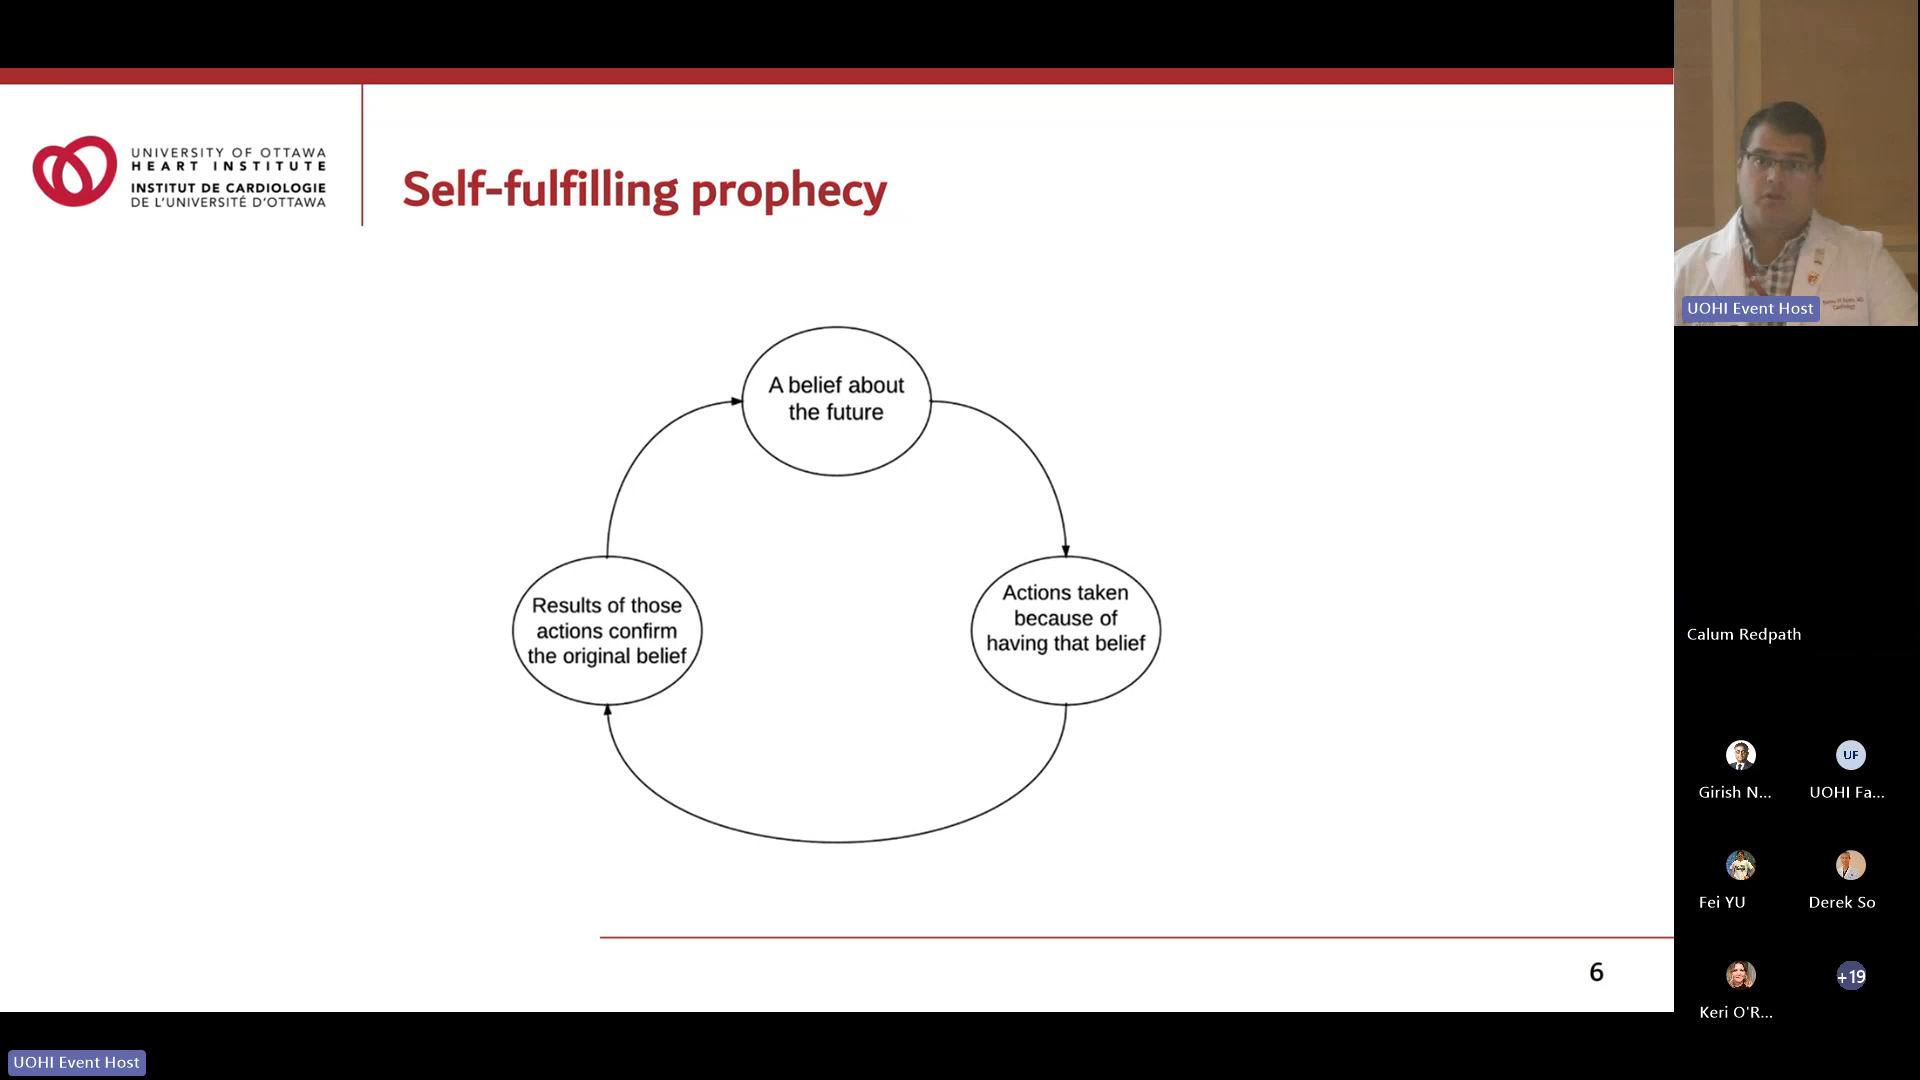 UNIVERSITY OF OTTAWA
HEART INSTITUTE
INSTITUT DE CARDIOLOGIE
DE L'UNIVERSITÉ D'OTTAWA
Self-fulfilling prophecy
A belief about
the future
Actions taken
because of
having that belief
Results of those
actions confirm
the original belief
6
UOHI Event Host
UOHI Event Host
Calum Redpath
Girish N...
UOHI Fa...
UF
Fei YU
Derek So
Keri O'R...
+19
Cardiology